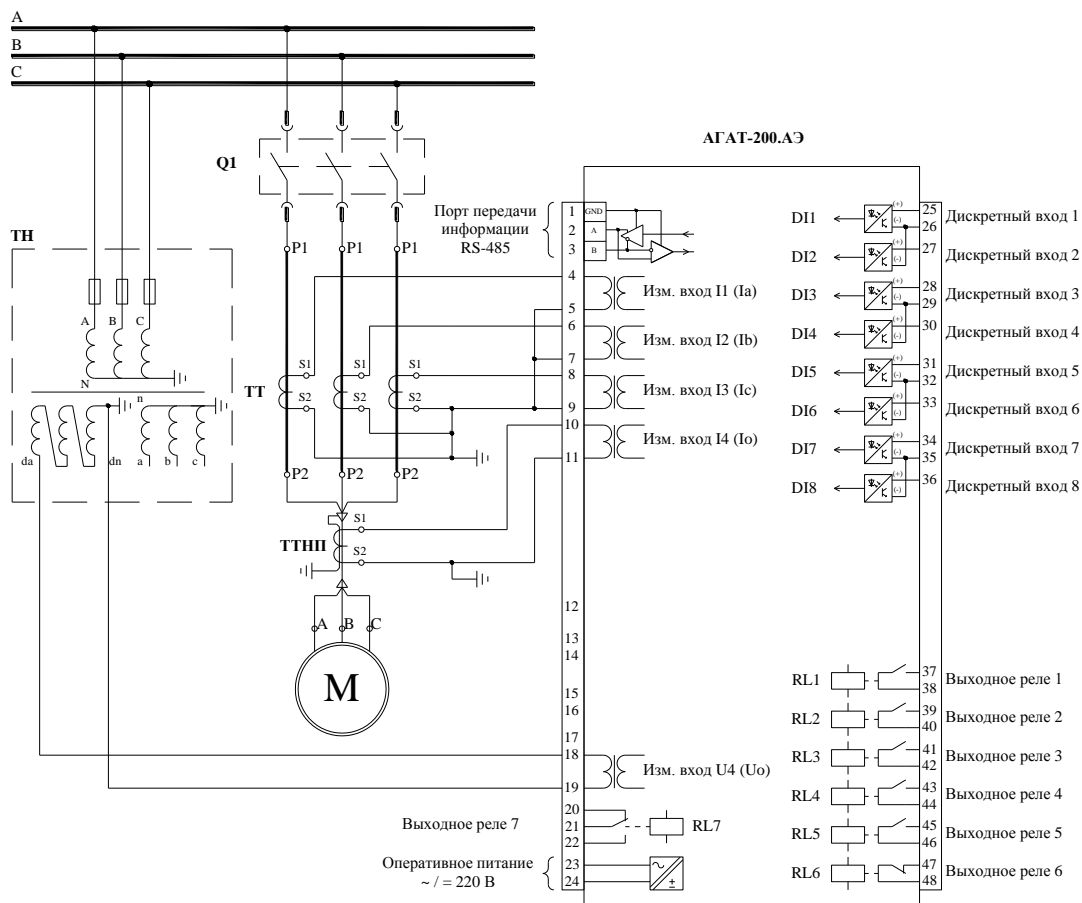 A
B
C
АГАТ-200.АЭ
Q1
ТН
A B C
N
n
da dn a b c
P1 P1 P1
ТТ
S1 S1 S1
S2 S2 S2
P2 P2 P2
ТТНП
S1
S2
A B C
M
Порт передачи
информации
RS-485
1 GND
2 A
3 B
4
Изм. вход I1 (Ia)
5
6
Изм. вход I2 (Ib)
7
8
Изм. вход I3 (Ic)
9
10
Изм. вход I4 (Io)
11
12
13
14
15
16
17
18
Изм. вход U4 (Uo)
19
20
Выходное реле 7 21 RL7
22
Оперативное питание
~ / = 220 В
23
24
~
±
DI1 (+) (-) 25 26 Дискретный вход 1
DI2 (+) (-) 27 Дискретный вход 2
DI3 (+) (-) 28 29 Дискретный вход 3
DI4 (+) (-) 30 Дискретный вход 4
DI5 (+) (-) 31 32 Дискретный вход 5
DI6 (+) (-) 33 Дискретный вход 6
DI7 (+) (-) 34 35 Дискретный вход 7
DI8 (+) (-) 36 Дискретный вход 8
RL1 37 38 Выходное реле 1
RL2 39 40 Выходное реле 2
RL3 41 42 Выходное реле 3
RL4 43 44 Выходное реле 4
RL5 45 46 Выходное реле 5
RL6 47 48 Выходное реле 6